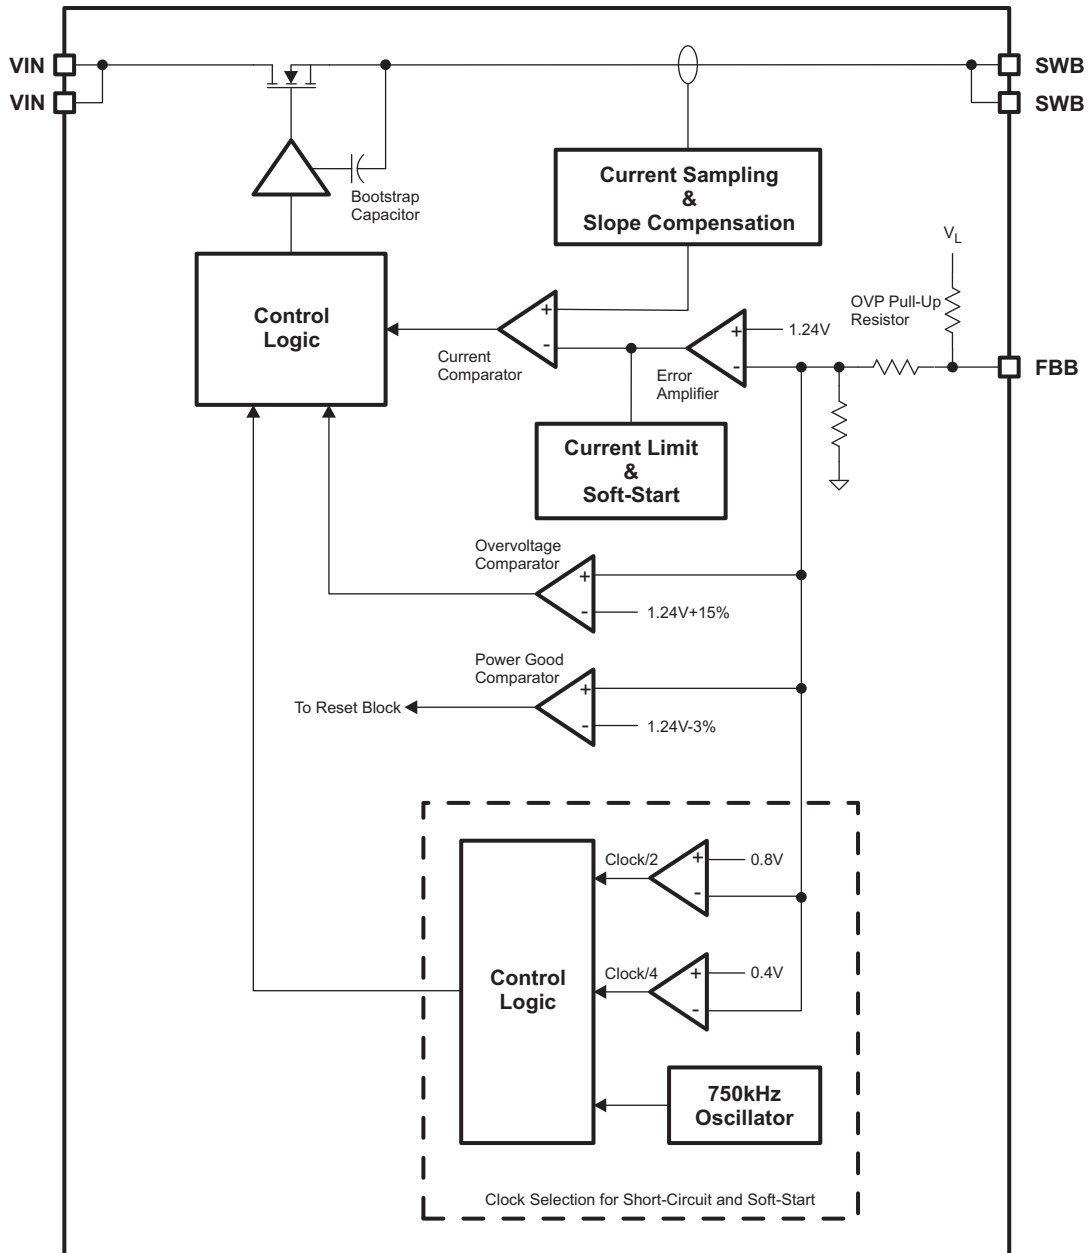 VIN
SWB
VIN
SWB
Bootstrap
Capacitor
Current Sampling
&
Slope Compensation
VL
OVP Pull-Up
Resistor
Control
Logic
+
-
Current
Comparator
+
-
1.24V
Error
Amplifier
FBB
Current Limit
&
Soft-Start
Overvoltage
Comparator
+
-
1.24V+15%
Power Good
Comparator
To Reset Block
+
-
1.24V-3%
Control
Logic
Clock/2
+
-
0.8V
Clock/4
+
-
0.4V
750kHz
Oscillator
Clock Selection for Short-Circuit and Soft-Start